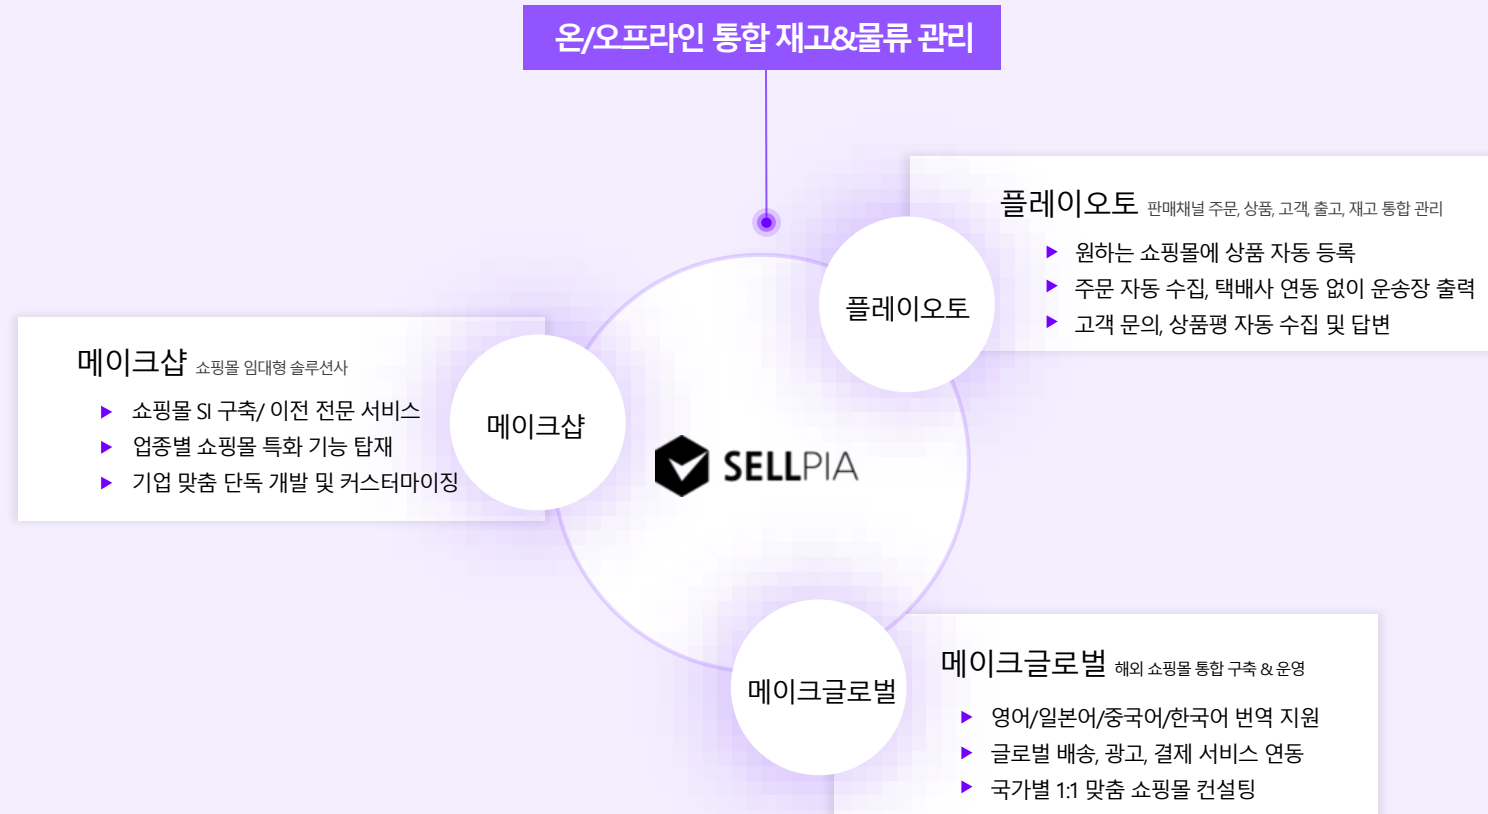 온/오프라인 통합 재고&물류 관리
플레이오토 판매채널 주문, 상품, 고객, 출고, 재고 통합 관리
▶ 원하는 쇼핑몰에 상품 자동 등록
▶ 주문 자동 수집, 택배사 연동 없이 운송장 출력
▶ 고객 문의, 상품평 자동 수집 및 답변
플레이오토
메이크샵 쇼핑몰 임대형 솔루션사
▶ 쇼핑몰 SI 구축/ 이전 전문 서비스
▶ 업종별 쇼핑몰 특화 기능 탑재
▶ 기업 맞춤 단독 개발 및 커스터마이징
메이크샵
SELLPIA
메이크글로벌
메이크글로벌 해외 쇼핑몰 통합 구축 & 운영
▶ 영어/일본어/중국어/한국어 번역 지원
▶ 글로벌 배송, 광고, 결제 서비스 연동
▶ 국가별 1:1 맞춤 쇼핑몰 컨설팅